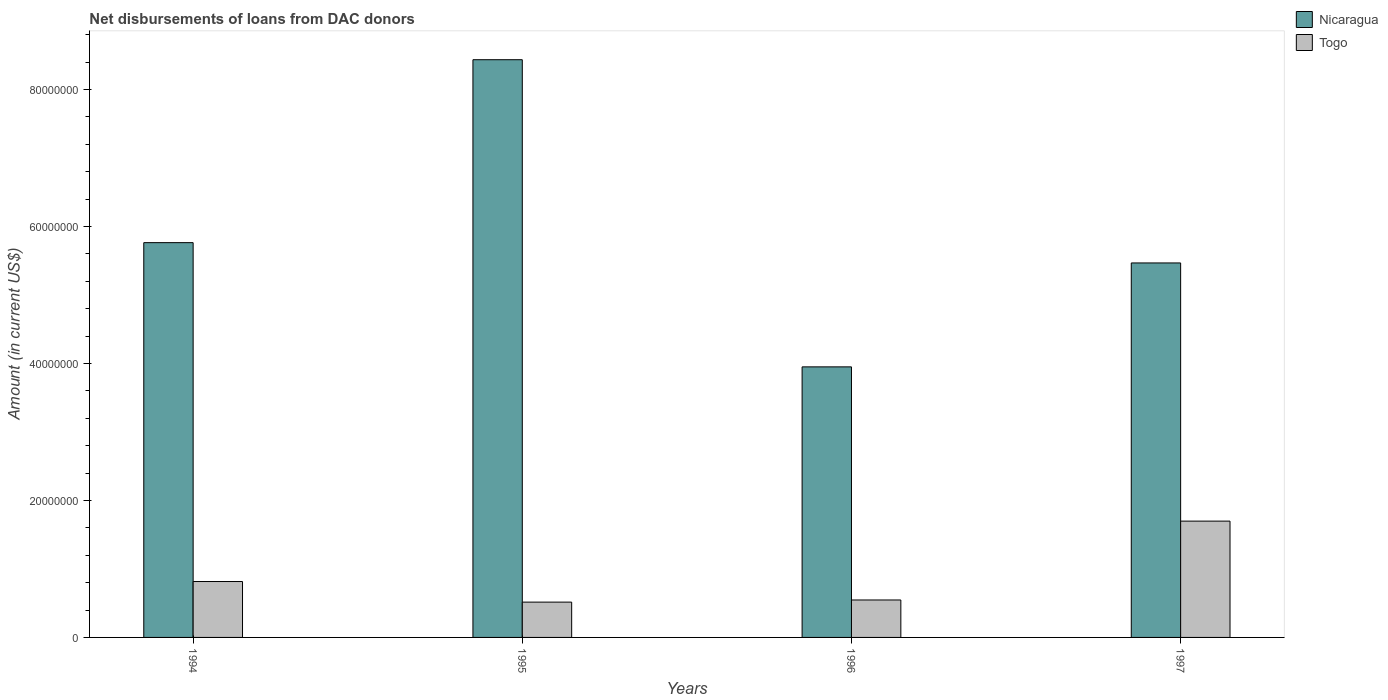 Net disbursements of loans from DAC donors
Nicaragua
Togo
Amount (in current US$)
80000000
60000000
40000000
20000000
0
1994
1995
1996
1997
Years